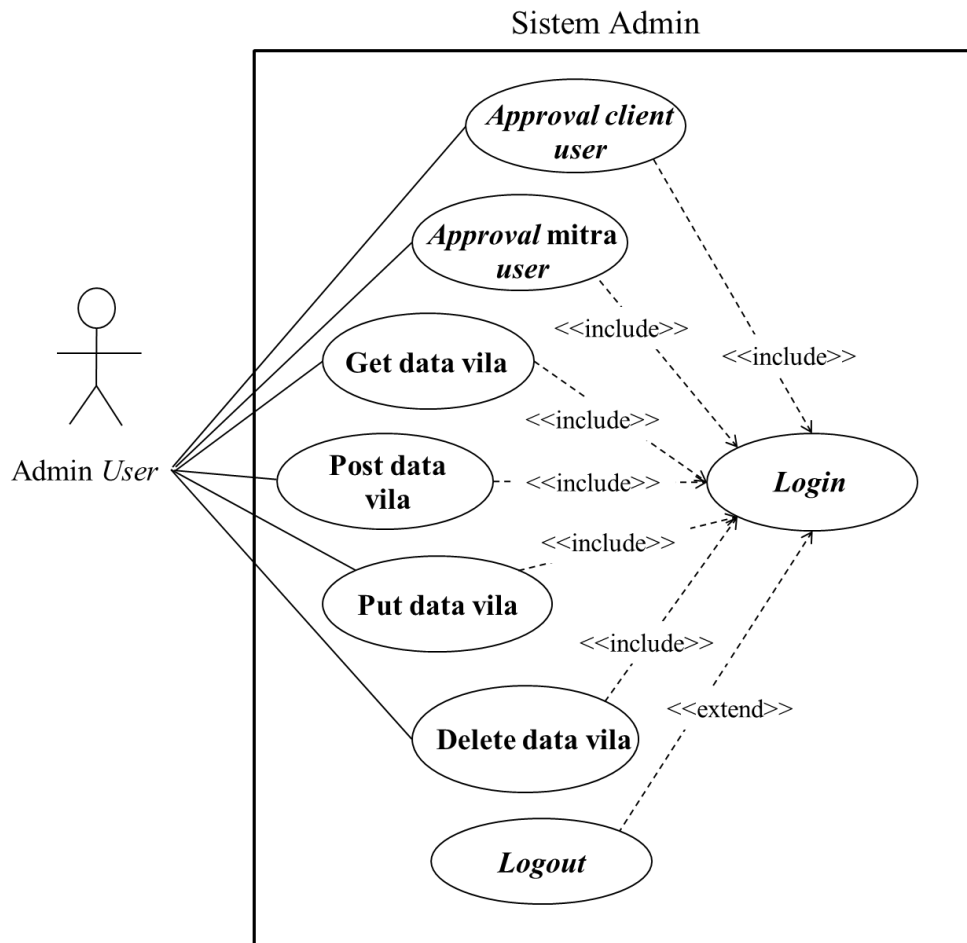 Sistem Admin
Approval client
user
Approval mitra
user
<<include>>
<<include>>
Get data vila
<<include>>
Admin User
Post data
vila
<<include>>
Login
<<include>>
Put data vila
<<include>>
<<extend>>
Delete data vila
Logout